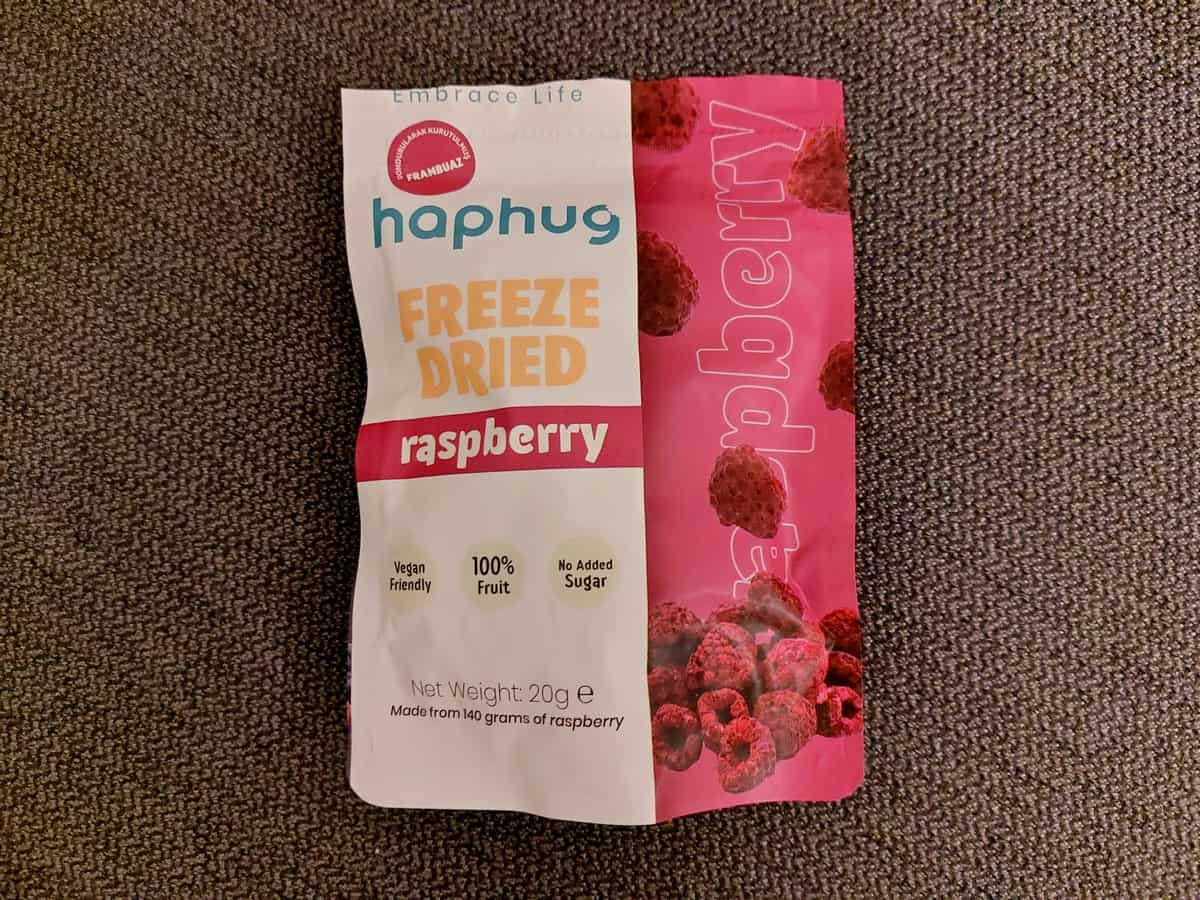 Embrace Life
DONDURULARAK KURUTULMUŞ
FRAMBUAZ
haphug
FREEZE
DRIED
raspberry
Vegan
Friendly
100%
Fruit
No Added
Sugar
Net Weight: 20g ℮
Made from 140 grams of raspberry
raspberry